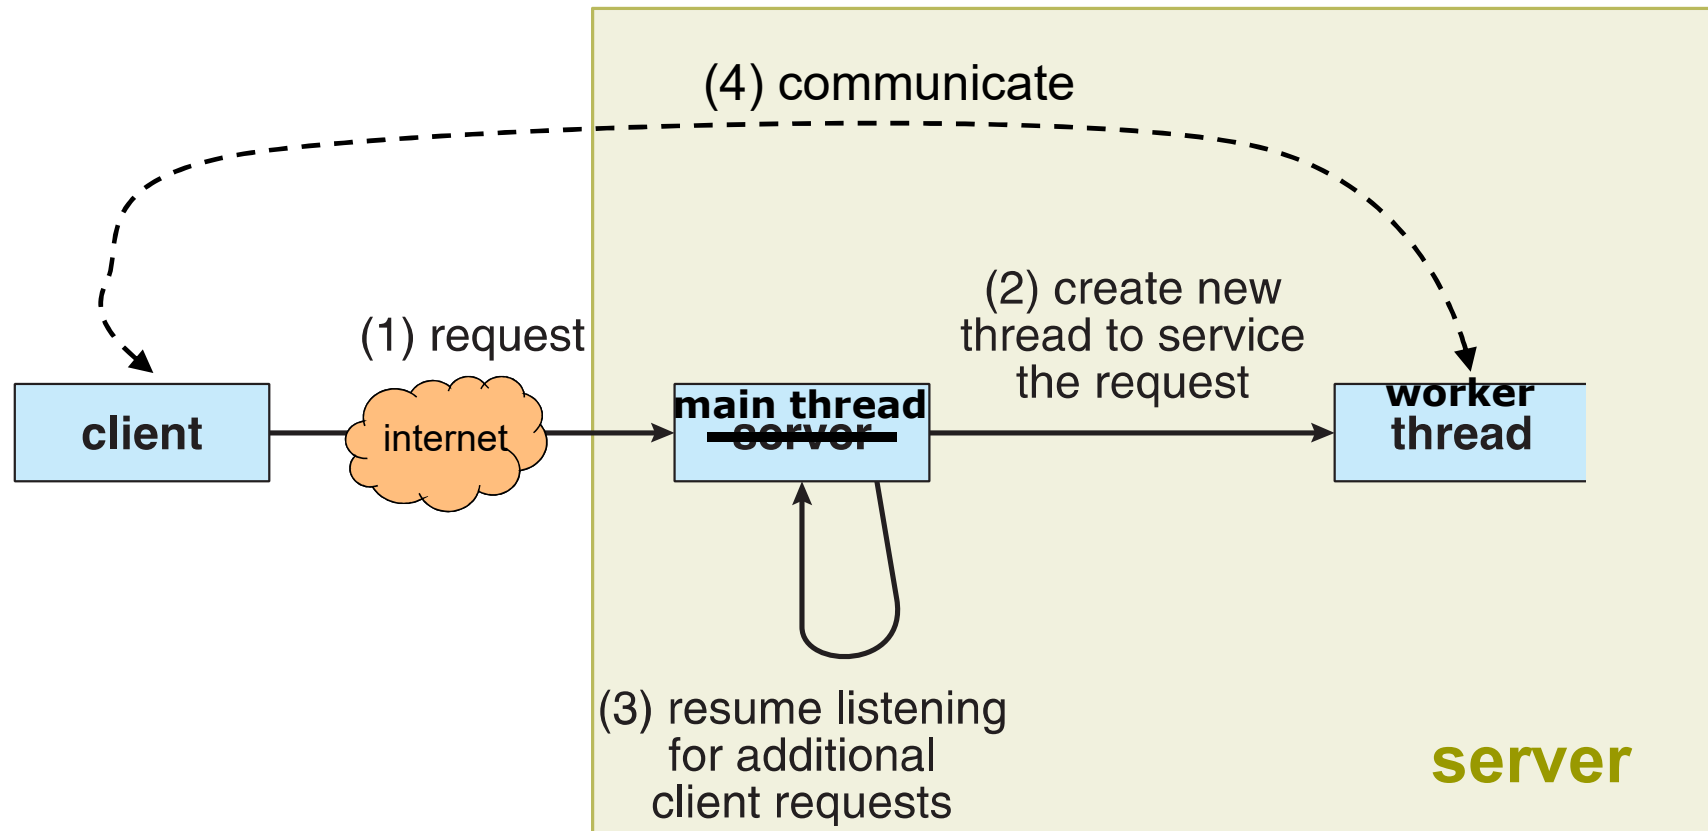 (4) communicate
(1) request
(2) create new
thread to service
the request
client
internet
main thread
server
worker
thread
(3) resume listening
for additional
client requests
server